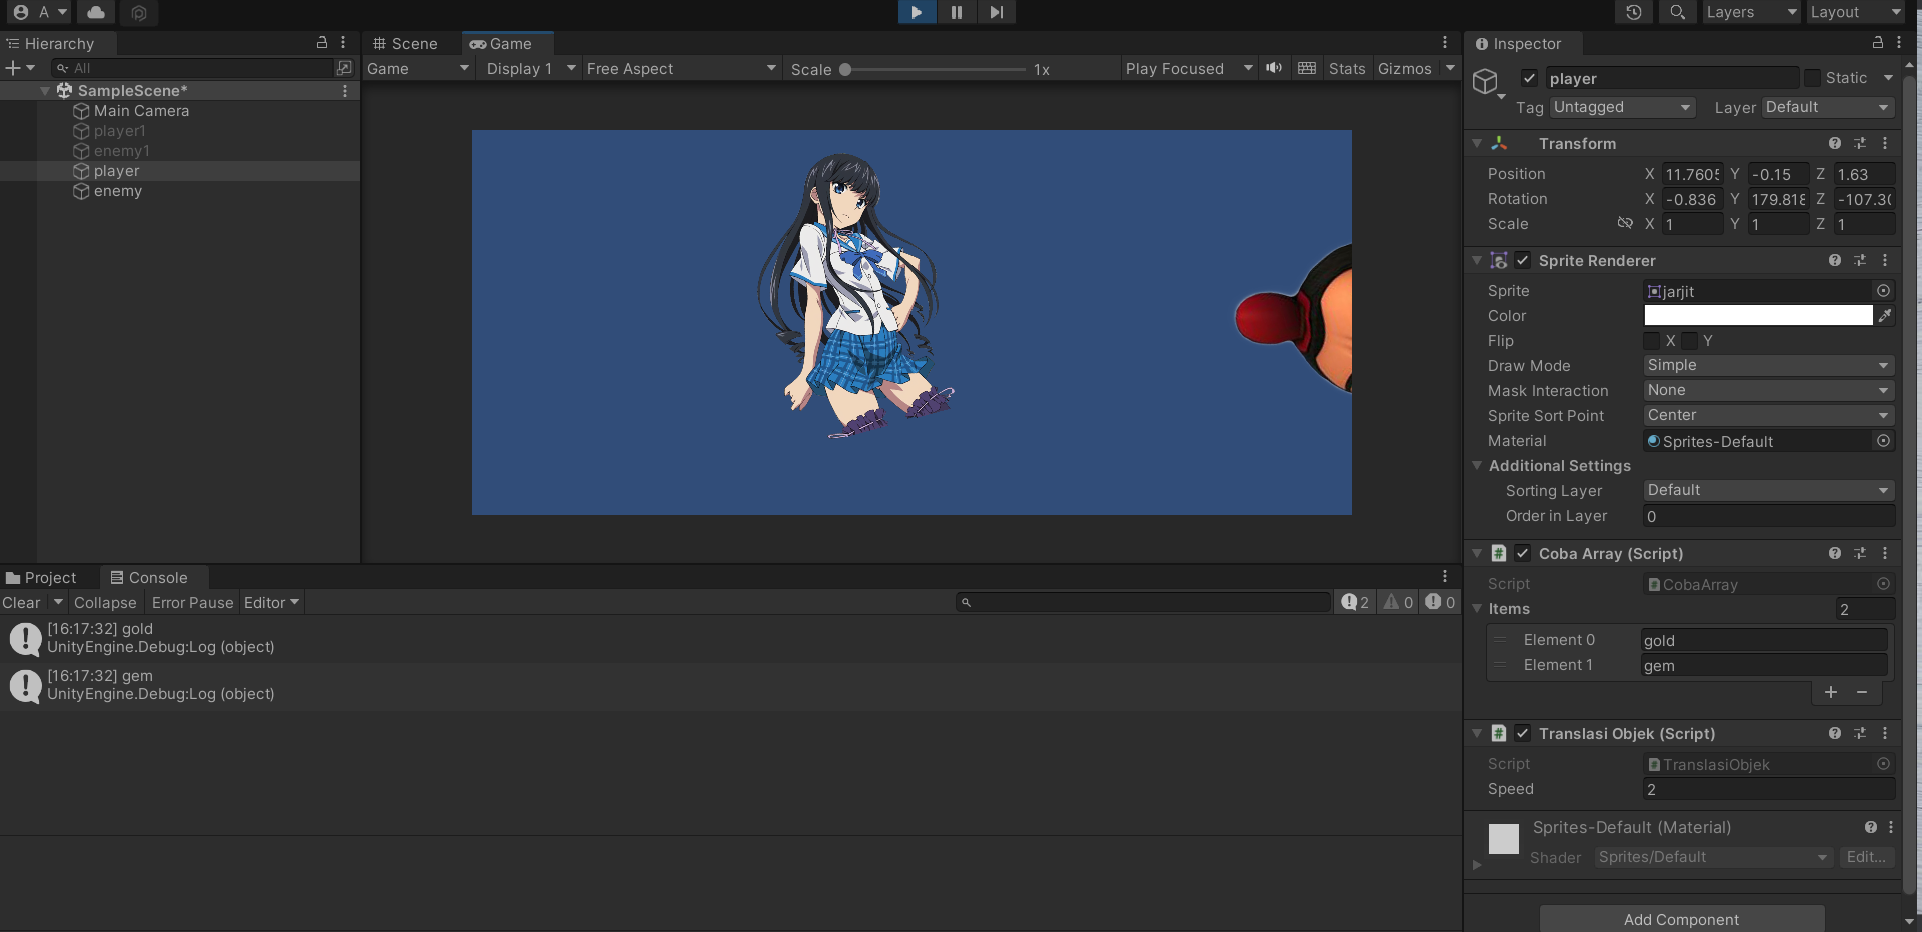 A
Layers
Layout
Hierarchy
All
SampleScene*
Main Camera
player1
enemy1
player
enemy
Scene
Game
Game
Display 1
Free Aspect
Scale
1x
Play Focused
Stats
Gizmos
Project
Console
Clear
Collapse
Error Pause
Editor
2
0
0
[16:17:32] gold
UnityEngine.Debug:Log (object)
[16:17:32] gem
UnityEngine.Debug:Log (object)
Inspector
player
Static
Tag Untagged Layer Default
Transform
Position X 11.7605 Y -0.15 Z 1.63
Rotation X -0.836 Y 179.818 Z -107.30
Scale X 1 Y 1 Z 1
Sprite Renderer
Sprite jarjit
Color
Flip X Y
Draw Mode Simple
Mask Interaction None
Sprite Sort Point Center
Material Sprites-Default
Additional Settings
Sorting Layer Default
Order in Layer 0
# Coba Array (Script)
Script # CobaArray
Items 2
Element 0 gold
Element 1 gem
# Translasi Objek (Script)
Script # TranslasiObjek
Speed 2
Sprites-Default (Material)
Shader Sprites/Default Edit...
Add Component